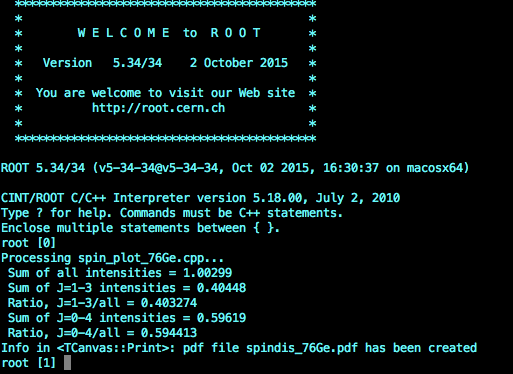 *******************************************
*                                         *
*        W E L C O M E  to  R O O T       *
*                                         *
*   Version   5.34/34    2 October 2015   *
*                                         *
*  You are welcome to visit our Web site  *
*          http://root.cern.ch            *
*                                         *
*******************************************
ROOT 5.34/34 (v5-34-34@v5-34-34, Oct 02 2015, 16:30:37 on macosx64)
CINT/ROOT C/C++ Interpreter version 5.18.00, July 2, 2010
Type ? for help. Commands must be C++ statements.
Enclose multiple statements between { }.
root [0]
Processing spin_plot_76Ge.cpp...
Sum of all intensities = 1.00299
Sum of J=1-3 intensities = 0.40448
Ratio, J=1-3/all = 0.403274
Sum of J=0-4 intensities = 0.59619
Ratio, J=0-4/all = 0.594413
Info in <TCanvas::Print>: pdf file spindis_76Ge.pdf has been created
root [1]